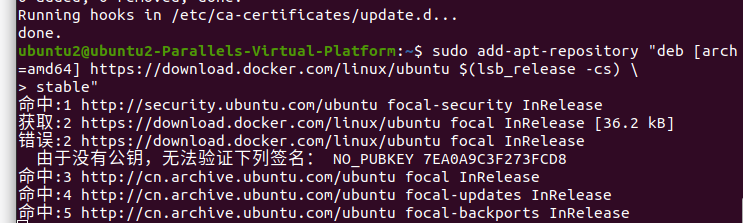 Running hooks in /etc/ca-certificates/update.d...
done.
ubuntu2@ubuntu2-Parallels-Virtual-Platform:~$ sudo add-apt-repository "deb [arch
=amd64] https://download.docker.com/linux/ubuntu $(lsb_release -cs) \
> stable"
命中:1 http://security.ubuntu.com/ubuntu focal-security InRelease
获取:2 https://download.docker.com/linux/ubuntu focal InRelease [36.2 kB]
错误:2 https://download.docker.com/linux/ubuntu focal InRelease
由于没有公钥，无法验证下列签名： NO_PUBKEY 7EA0A9C3F273FCD8
命中:3 http://cn.archive.ubuntu.com/ubuntu focal InRelease
命中:4 http://cn.archive.ubuntu.com/ubuntu focal-updates InRelease
命中:5 http://cn.archive.ubuntu.com/ubuntu focal-backports InRelease